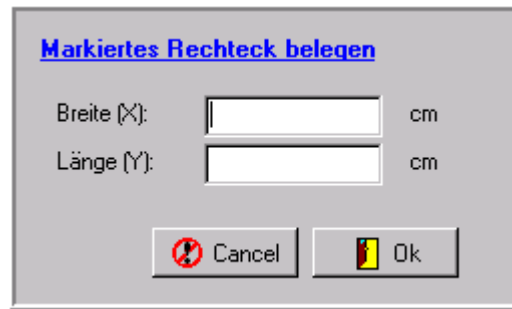 Markiertes Rechteck belegen
Breite (X): cm
Länge (Y): cm
Cancel Ok